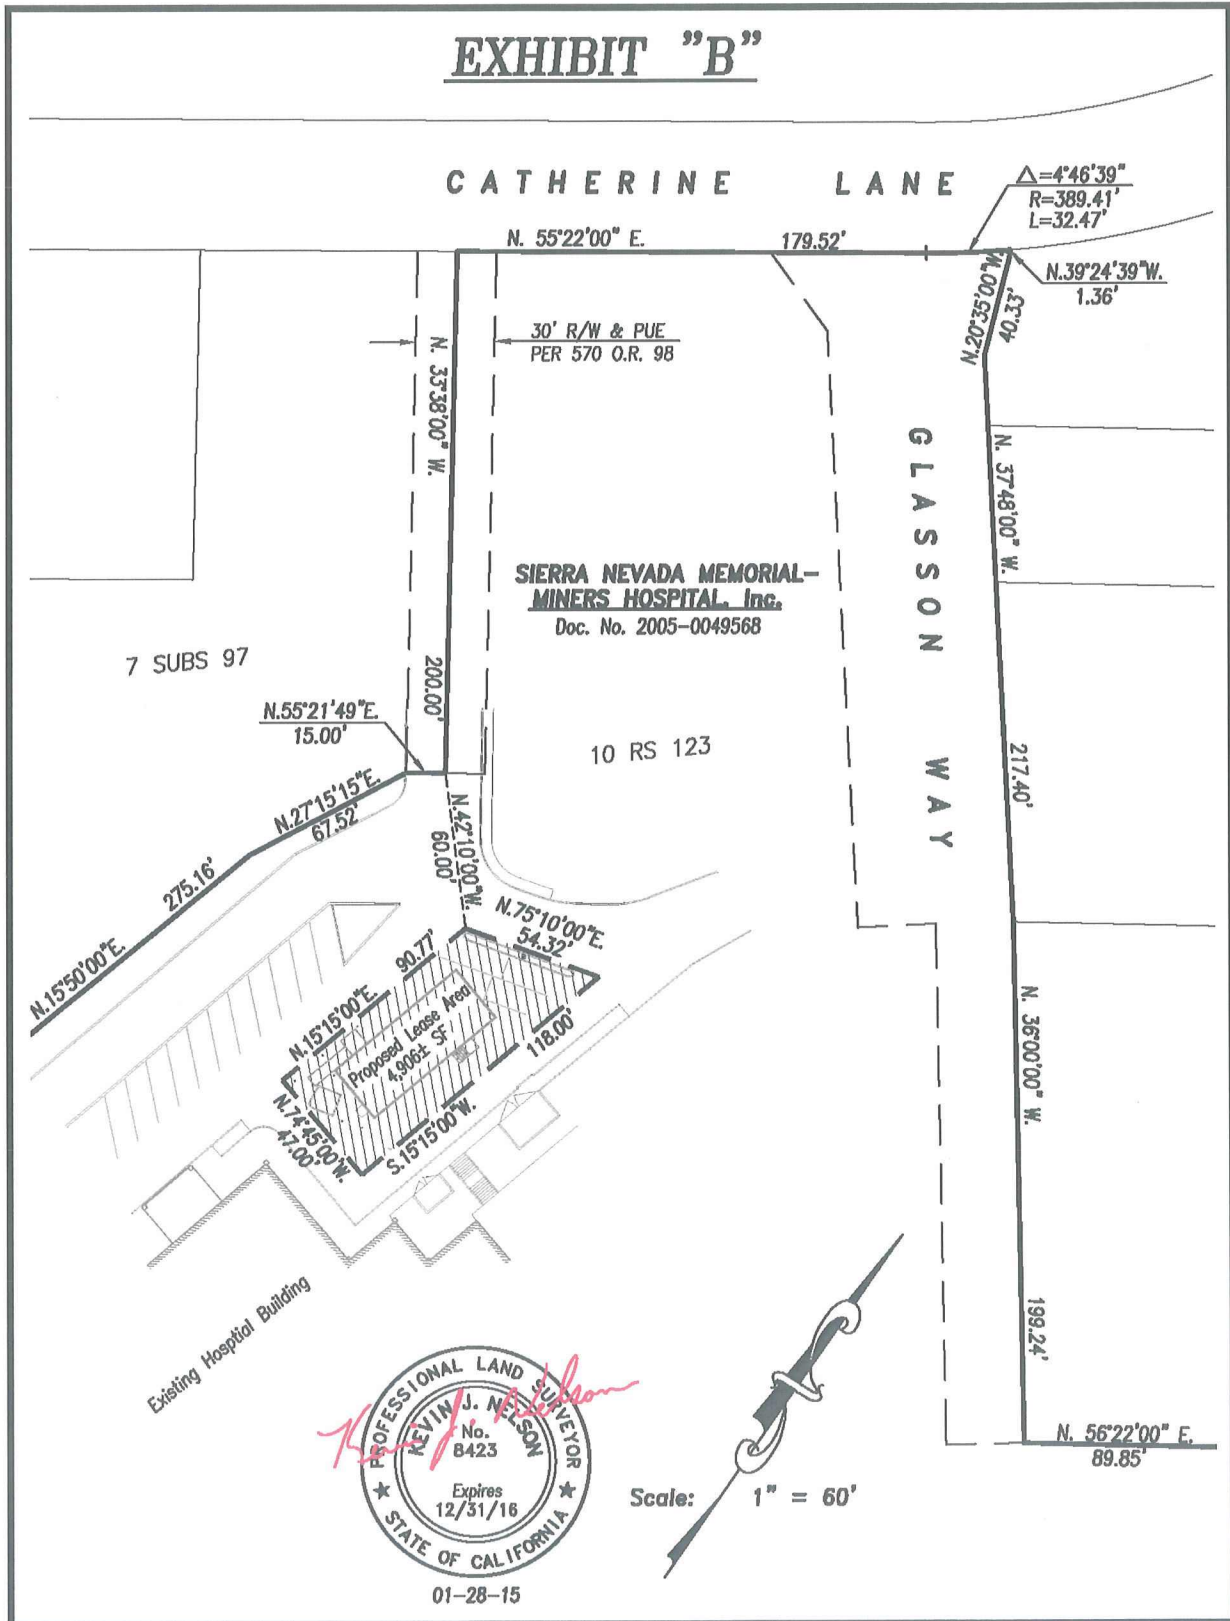 EXHIBIT "B"
CATHERINE LANE
Δ=4°46'39"
R=389.41'
L=32.47'
N. 55°22'00" E.
179.52'
N.39°24'39"W.
1.36'
N.20°35'00"W.
40.33'
30' R/W & PUE
PER 570 O.R. 98
N. 33°38'00" W.
200.00'
GLASSON WAY
N. 37°48'00" W.
217.40'
SIERRA NEVADA MEMORIAL-
MINERS HOSPITAL, Inc.
Doc. No. 2005-0049568
7 SUBS 97
N.55°21'49"E.
15.00'
10 RS 123
N.27°15'15"E.
67.52'
N.42°10'00"W.
60.00'
275.16'
N.15°50'00"E.
N.75°10'00"E.
54.32'
90.77'
N.15°15'00"E.
Proposed Lease Area
4,906± SF
118.00'
S.15°15'00"W.
N.74°45'00"W.
47.00'
N. 36°00'00" W.
199.24'
Existing Hosptial Building
N. 56°22'00" E.
89.85'
PROFESSIONAL LAND SURVEYOR
KEVIN J. NELSON
No.
8423
Expires
12/31/16
STATE OF CALIFORNIA
Kevin J. Nelson
01-28-15
Scale: 1" = 60'